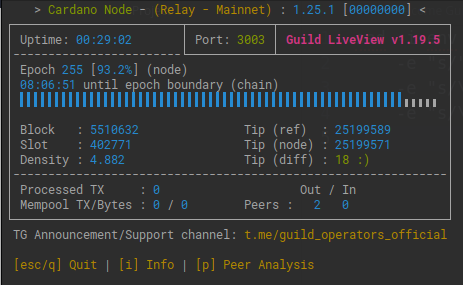 > Cardano Node - (Relay - Mainnet) : 1.25.1 [00000000] <
Uptime: 00:29:02 Port: 3003 Guild LiveView v1.19.5
Epoch 255 [93.2%] (node)
08:06:51 until epoch boundary (chain)
Block : 5510632 Tip (ref) : 25199589
Slot : 402771 Tip (node) : 25199571
Density : 4.882 Tip (diff) : 18 :)
Processed TX : 0 Out / In
Mempool TX/Bytes : 0 / 0 Peers : 2 0
TG Announcement/Support channel: t.me/guild_operators_official
[esc/q] Quit | [i] Info | [p] Peer Analysis